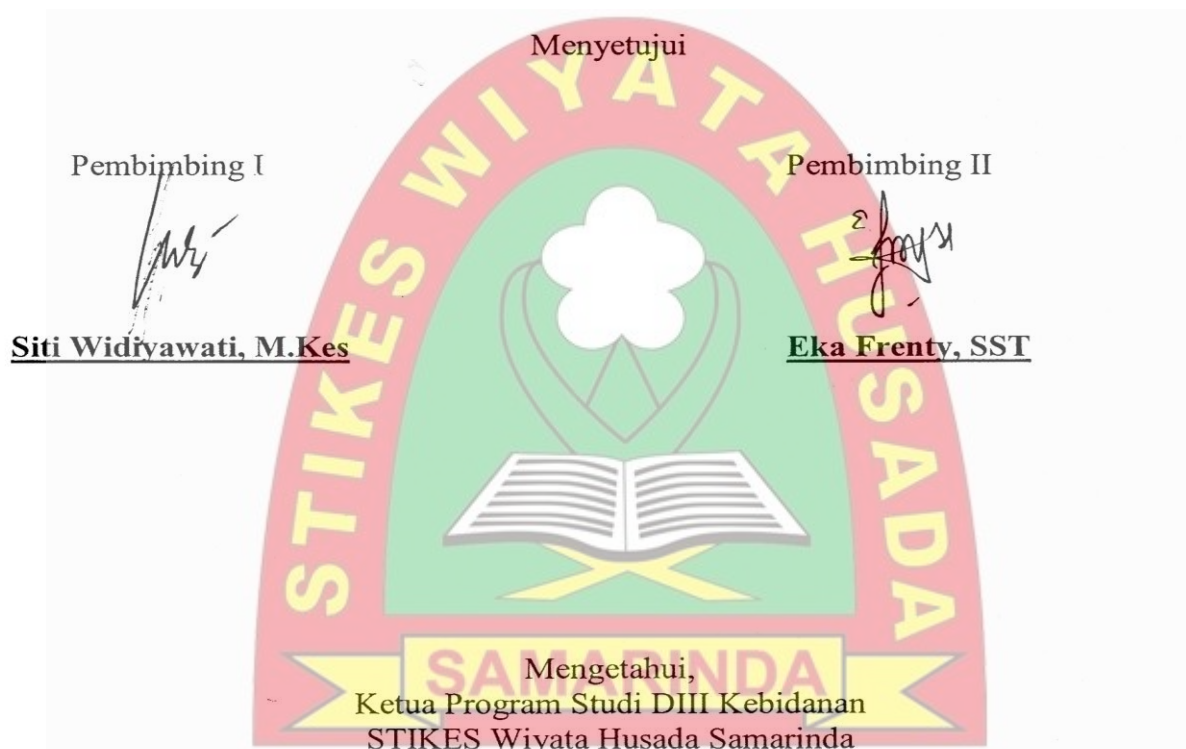 Menyetujui
Pembimbing I
Pembimbing II
Siti Widiyawati, M.Kes
Eka Frenty, SST
STIKES WIYATA HUSADA
SAMARINDA
Mengetahui,
Ketua Program Studi DIII Kebidanan
STIKES Wiyata Husada Samarinda